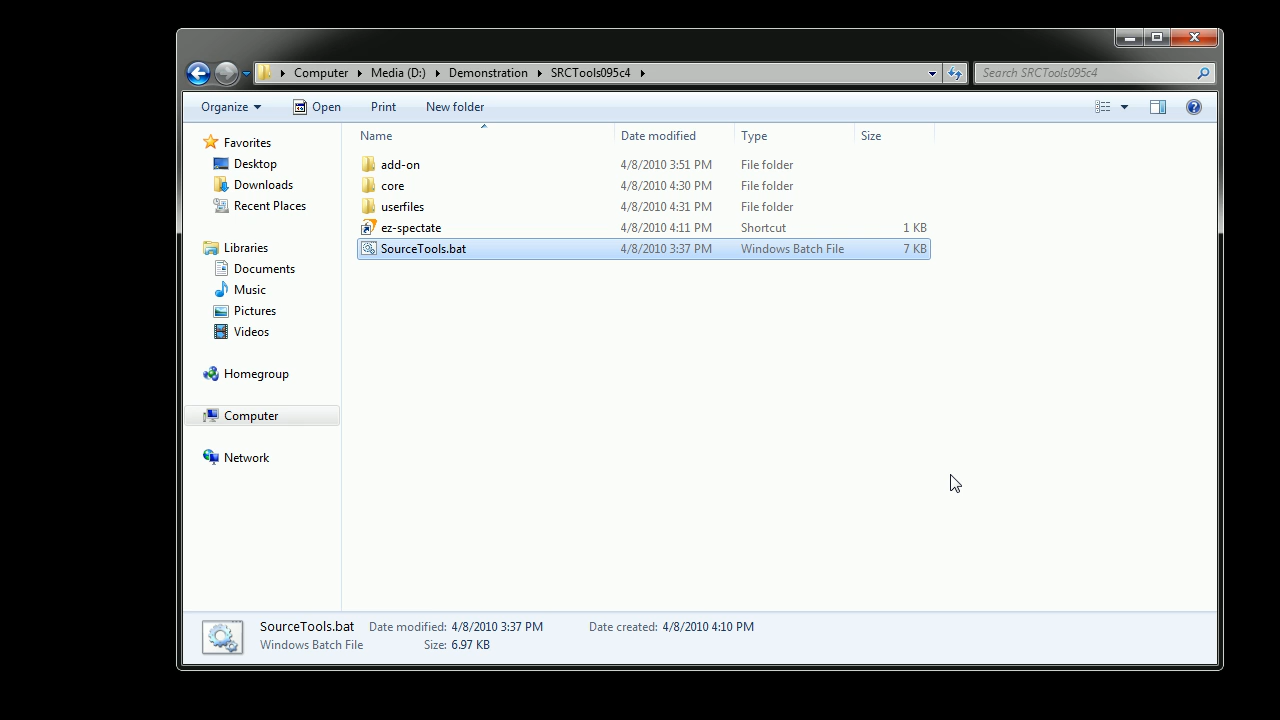 Computer Media (D:) Demonstration SRCTools095c4 Search SRCTools095c4
Organize Open Print New folder
Name Date modified Type Size
add-on 4/8/2010 3:51 PM File folder
core 4/8/2010 4:30 PM File folder
userfiles 4/8/2010 4:31 PM File folder
ez-spectate 4/8/2010 4:11 PM Shortcut 1 KB
SourceTools.bat 4/8/2010 3:37 PM Windows Batch File 7 KB
Favorites
Desktop
Downloads
Recent Places
Libraries
Documents
Music
Pictures
Videos
Homegroup
Computer
Network
SourceTools.bat Date modified: 4/8/2010 3:37 PM Date created: 4/8/2010 4:10 PM
Windows Batch File Size: 6.97 KB